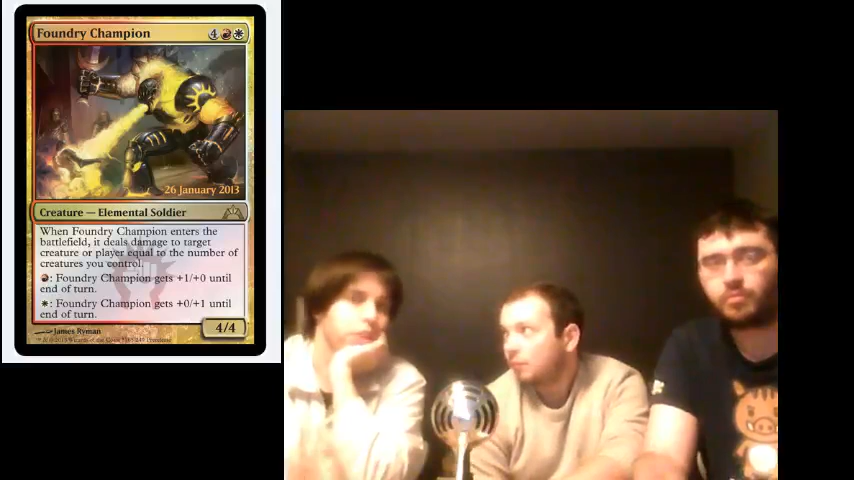 Foundry Champion 4
26 January 2013
Creature — Elemental Soldier
When Foundry Champion enters the
battlefield, it deals damage to target
creature or player equal to the number of
creatures you control.
: Foundry Champion gets +1/+0 until
end of turn.
: Foundry Champion gets +0/+1 until
end of turn.
James Ryman
4/4